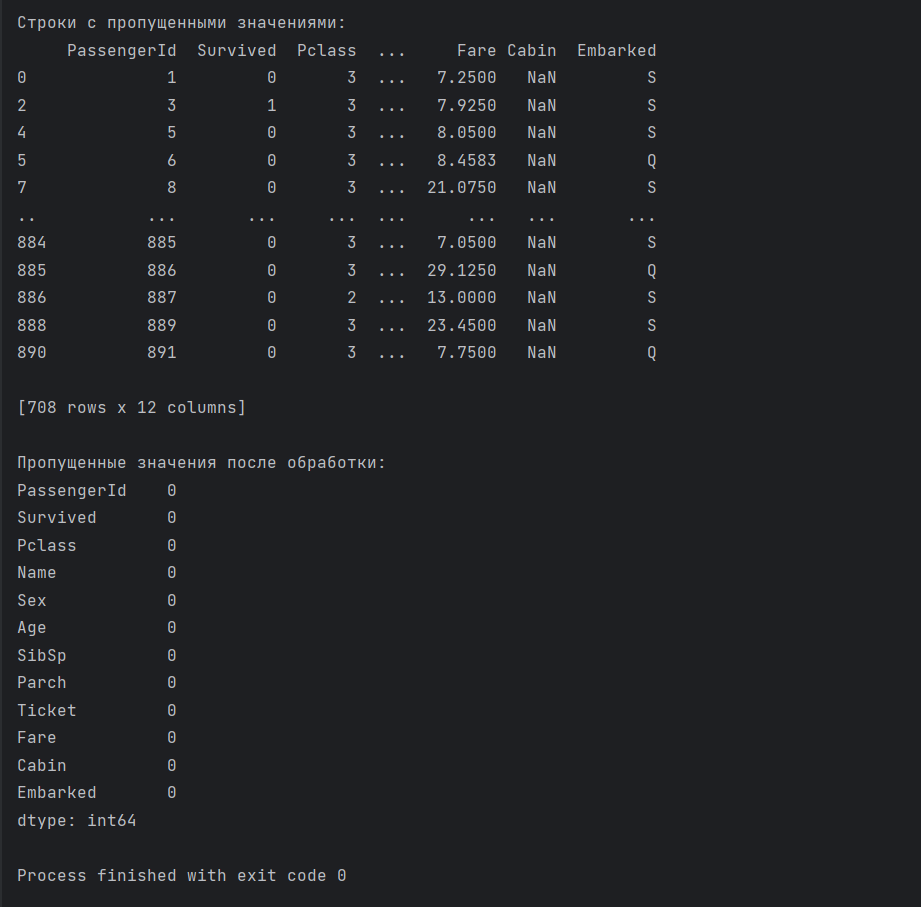 Строки с пропущенными значениями:
     PassengerId  Survived  Pclass  ...     Fare Cabin  Embarked
0              1         0       3  ...   7.2500   NaN         S
2              3         1       3  ...   7.9250   NaN         S
4              5         0       3  ...   8.0500   NaN         S
5              6         0       3  ...   8.4583   NaN         Q
7              8         0       3  ...  21.0750   NaN         S
..           ...       ...     ...  ...      ...   ...       ...
884          885         0       3  ...   7.0500   NaN         S
885          886         0       3  ...  29.1250   NaN         Q
886          887         0       2  ...  13.0000   NaN         S
888          889         0       3  ...  23.4500   NaN         S
890          891         0       3  ...   7.7500   NaN         Q

[708 rows x 12 columns]

Пропущенные значения после обработки:
PassengerId    0
Survived       0
Pclass         0
Name           0
Sex            0
Age            0
SibSp          0
Parch          0
Ticket         0
Fare           0
Cabin          0
Embarked       0
dtype: int64

Process finished with exit code 0